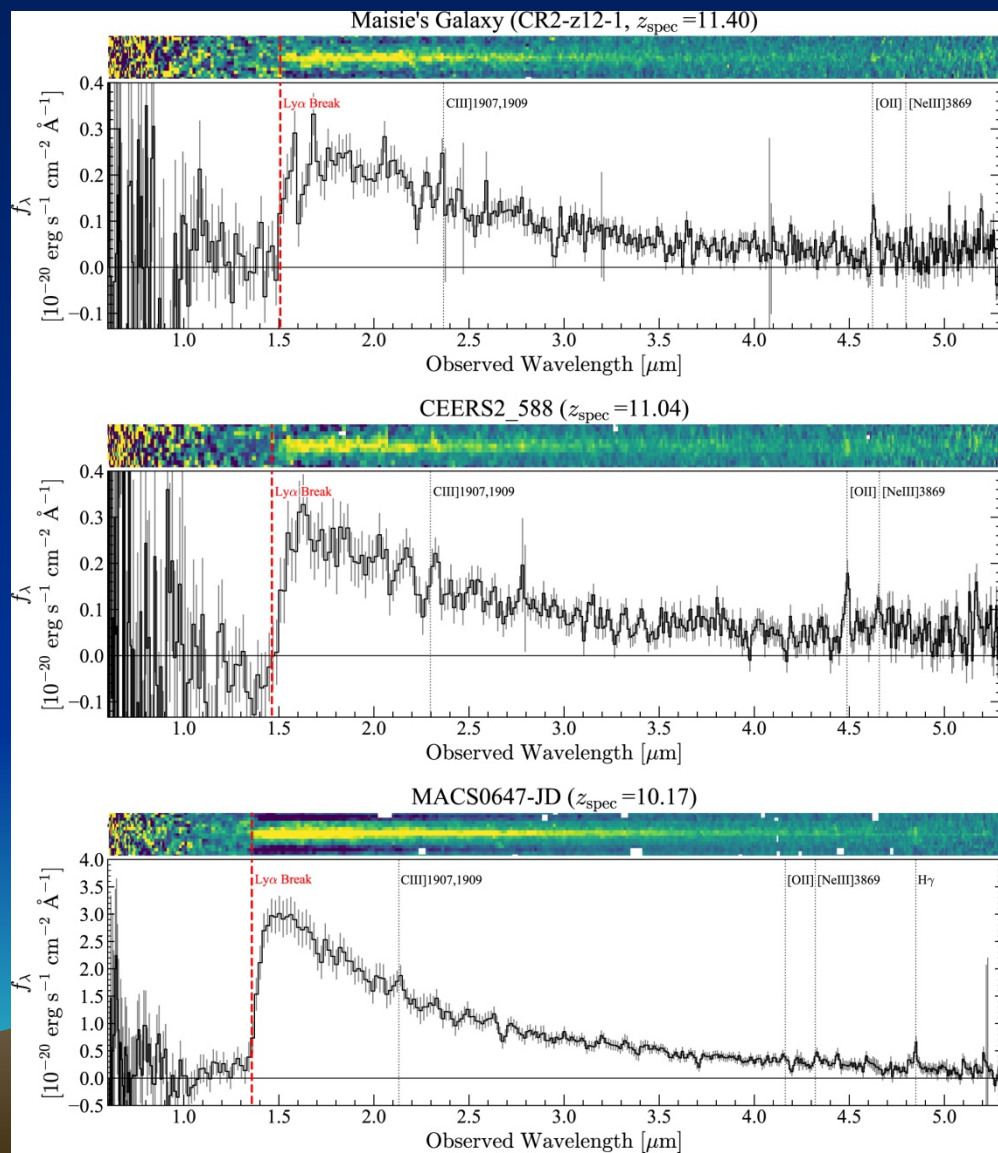 Maisie's Galaxy (CR2-z12-1, z_spec =11.40)
0.4
0.3
0.2
0.1
0.0
−0.1
f_λ
[10⁻²⁰ erg s⁻¹ cm⁻² Å⁻¹]
Lyα Break
CIII]1907,1909
[OII]
[NeIII]3869
1.0 1.5 2.0 2.5 3.0 3.5 4.0 4.5 5.0
Observed Wavelength [μm]
CEERS2_588 (z_spec =11.04)
0.4
0.3
0.2
0.1
0.0
−0.1
f_λ
[10⁻²⁰ erg s⁻¹ cm⁻² Å⁻¹]
Lyα Break
CIII]1907,1909
[OII]
[NeIII]3869
1.0 1.5 2.0 2.5 3.0 3.5 4.0 4.5 5.0
Observed Wavelength [μm]
MACS0647-JD (z_spec =10.17)
4.0
3.5
3.0
2.5
2.0
1.5
1.0
0.5
0.0
−0.5
f_λ
[10⁻²⁰ erg s⁻¹ cm⁻² Å⁻¹]
Lyα Break
CIII]1907,1909
[OII]
[NeIII]3869
Hγ
1.0 1.5 2.0 2.5 3.0 3.5 4.0 4.5 5.0
Observed Wavelength [μm]